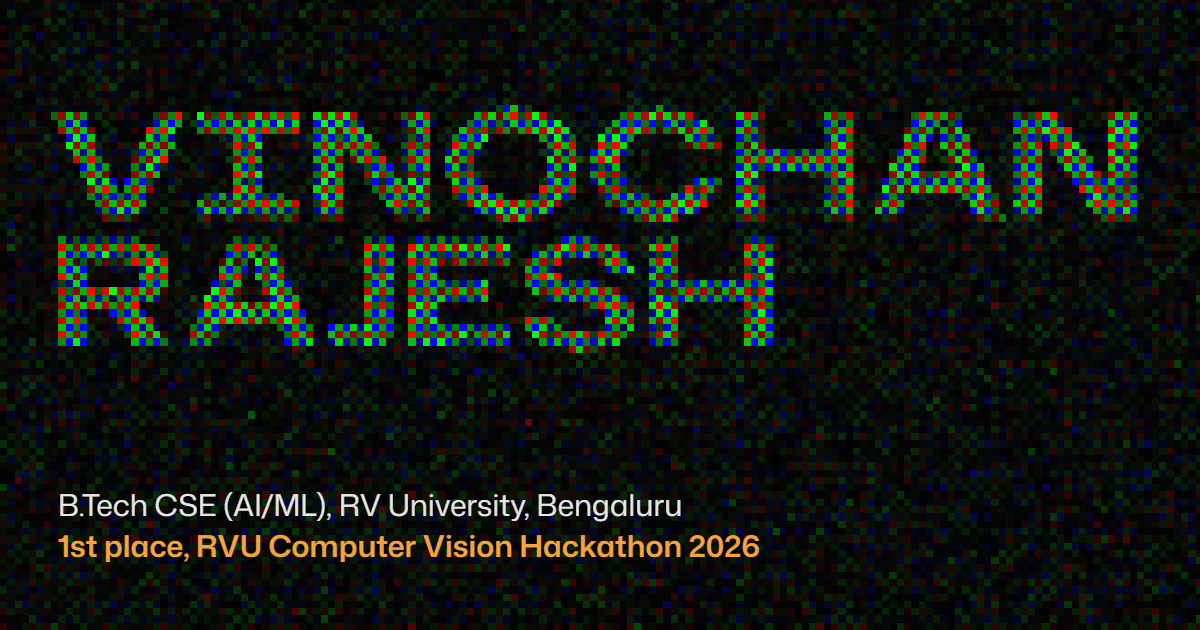 VINOCHAN
RAJESH
B.Tech CSE (AI/ML), RV University, Bengaluru
1st place, RVU Computer Vision Hackathon 2026